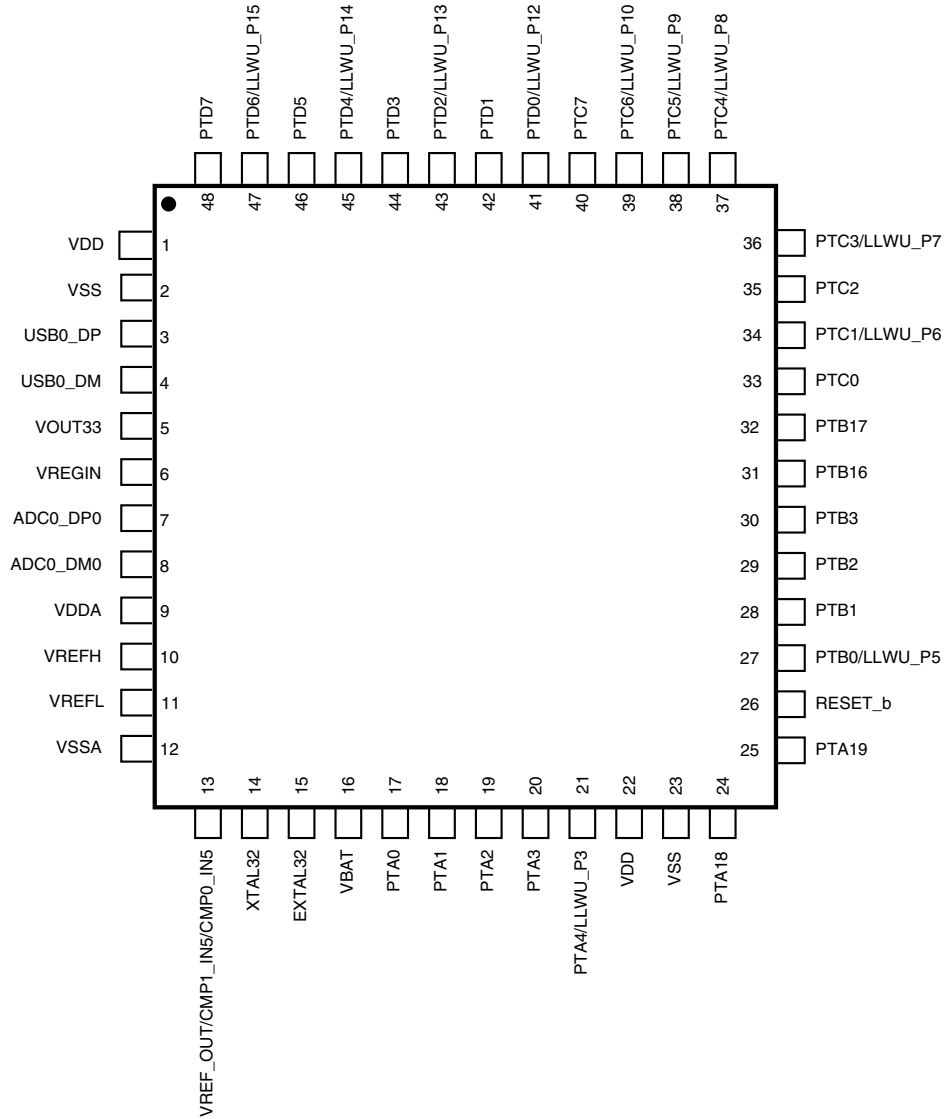 PTD7
PTD6/LLWU_P15
PTD5
PTD4/LLWU_P14
PTD3
PTD2/LLWU_P13
PTD1
PTD0/LLWU_P12
PTC7
PTC6/LLWU_P10
PTC5/LLWU_P9
PTC4/LLWU_P8
48
47
46
45
44
43
42
41
40
39
38
37
VDD 1
VSS 2
USB0_DP 3
USB0_DM 4
VOUT33 5
VREGIN 6
ADC0_DP0 7
ADC0_DM0 8
VDDA 9
VREFH 10
VREFL 11
VSSA 12
36 PTC3/LLWU_P7
35 PTC2
34 PTC1/LLWU_P6
33 PTC0
32 PTB17
31 PTB16
30 PTB3
29 PTB2
28 PTB1
27 PTB0/LLWU_P5
26 RESET_b
25 PTA19
13
14
15
16
17
18
19
20
21
22
23
24
VREF_OUT/CMP1_IN5/CMP0_IN5
XTAL32
EXTAL32
VBAT
PTA0
PTA1
PTA2
PTA3
PTA4/LLWU_P3
VDD
VSS
PTA18